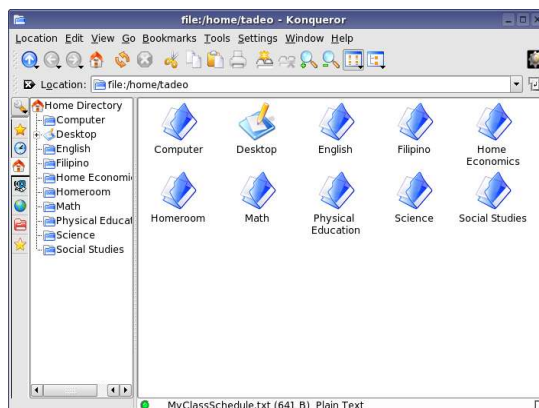 file:/home/tadeo - Konqueror
Location Edit View Go Bookmarks Tools Settings Window Help
Location: file:/home/tadeo
Home Directory
Computer
Desktop
English
Filipino
Home Economi
Homeroom
Math
Physical Educat
Science
Social Studies
Computer Desktop English Filipino Home Economics
Homeroom Math Physical Education Science Social Studies
MyClassSchedule.txt (641 B) Plain Text